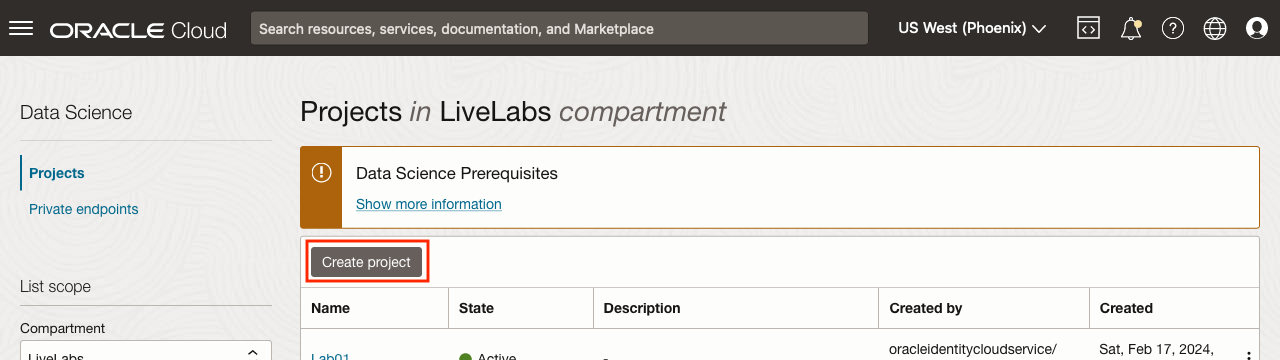 ORACLE Cloud
Search resources, services, documentation, and Marketplace
US West (Phoenix)
Data Science
Projects
Private endpoints
List scope
Compartment
LiveLabs
Projects in LiveLabs compartment
Data Science Prerequisites
Show more information
Create project
Name State Description Created by Created
Lab01 Active - oracleidentitycloudservice/ Sat, Feb 17, 2024,